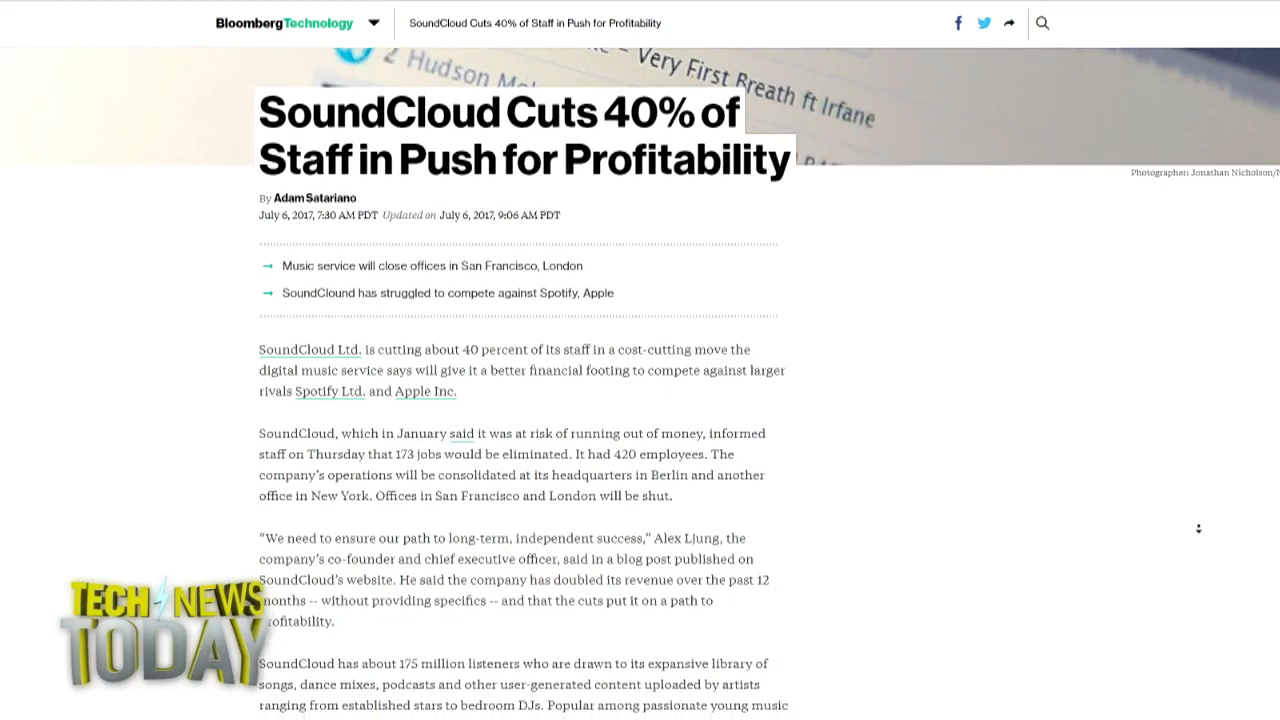 BloombergTechnology
SoundCloud Cuts 40% of Staff in Push for Profitability
2 Hudson
Very First Breath ft Irfane
SoundCloud Cuts 40% of
Staff in Push for Profitability
Photographer: Jonathan Nicholson/N
By Adam Satariano
July 6, 2017, 7:30 AM PDT Updated on July 6, 2017, 9:06 AM PDT
→ Music service will close offices in San Francisco, London
→ SoundClound has struggled to compete against Spotify, Apple
SoundCloud Ltd. is cutting about 40 percent of its staff in a cost-cutting move the
digital music service says will give it a better financial footing to compete against larger
rivals Spotify Ltd. and Apple Inc.
SoundCloud, which in January said it was at risk of running out of money, informed
staff on Thursday that 173 jobs would be eliminated. It had 420 employees. The
company's operations will be consolidated at its headquarters in Berlin and another
office in New York. Offices in San Francisco and London will be shut.
“We need to ensure our path to long-term, independent success,” Alex Ljung, the
company's co-founder and chief executive officer, said in a blog post published on
SoundCloud's website. He said the company has doubled its revenue over the past 12
months -- without providing specifics -- and that the cuts put it on a path to
rofitability.
SoundCloud has about 175 million listeners who are drawn to its expansive library of
songs, dance mixes, podcasts and other user-generated content uploaded by artists
ranging from established stars to bedroom DJs. Popular among passionate young music
TECH NEWS
TODAY